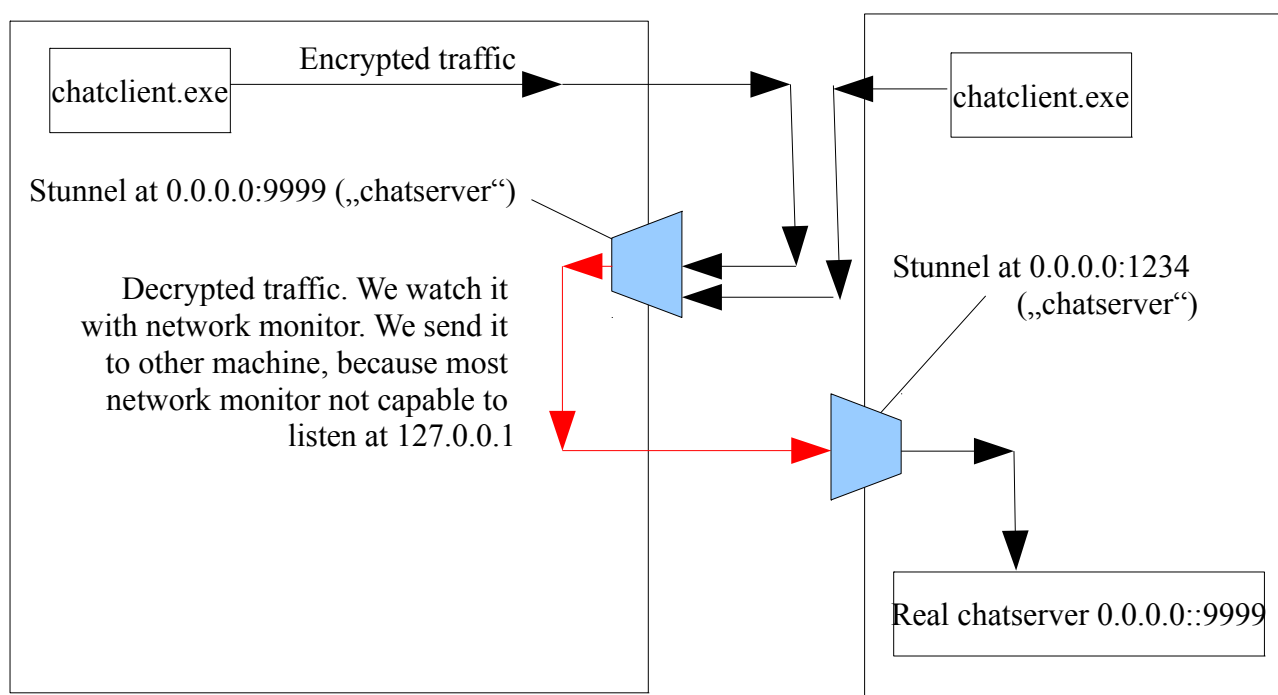 Encrypted traffic
chatclient.exe
chatclient.exe
Stunnel at 0.0.0.0:9999 („chatserver“)
Stunnel at 0.0.0.0:1234
(„chatserver“)
Decrypted traffic. We watch it
with network monitor. We send it
to other machine, because most
network monitor not capable to
listen at 127.0.0.1
Real chatserver 0.0.0.0::9999